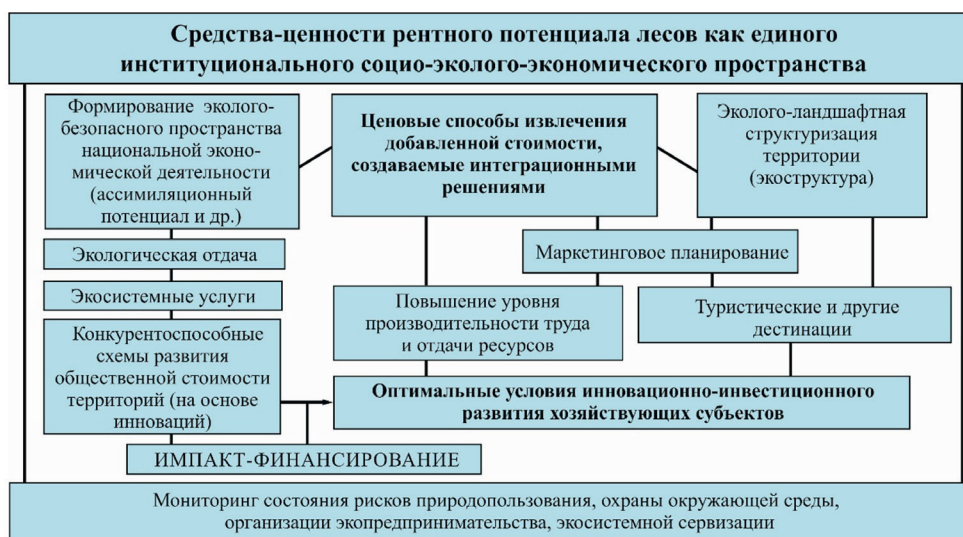 Средства-ценности рентного потенциала лесов как единого
институционального социо-эколого-экономического пространства
Формирование эколого-
безопасного пространства
национальной эконо-
мической деятельности
(ассимиляционный
потенциал и др.)
Ценовые способы извлечения
добавленной стоимости,
создаваемые интеграционными
решениями
Эколого-ландшафтная
структуризация
территории
(экоструктура)
Экологическая отдача
Маркетинговое планирование
Экосистемные услуги
Повышение уровня
производительности труда
и отдачи ресурсов
Туристические и другие
дестинации
Конкурентоспособные
схемы развития
общественной стоимости
территорий (на основе
инноваций)
Оптимальные условия инновационно-инвестиционного
развития хозяйствующих субъектов
ИМПАКТ-ФИНАНСИРОВАНИЕ
Мониторинг состояния рисков природопользования, охраны окружающей среды,
организации экопредпринимательства, экосистемной сервизации